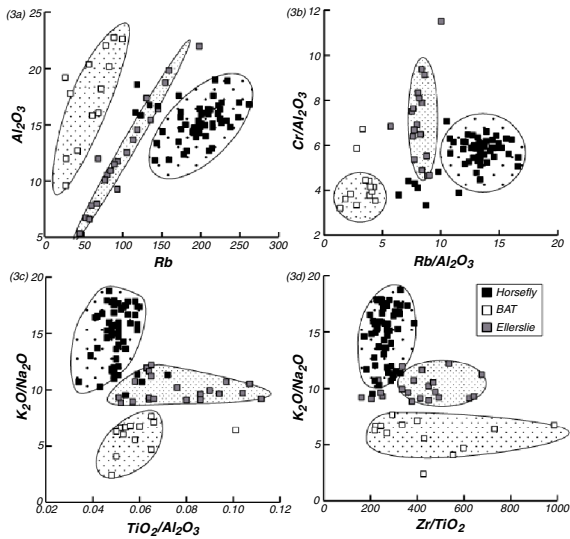 (3a)
25
20
15
10
5
Al₂O₃
0 50 100 150 200 250 300
Rb
(3b)
12
10
8
6
4
2
Cr/Al₂O₃
0 5 10 15 20
Rb/Al₂O₃
(3c)
20
15
10
5
0
K₂O/Na₂O
0.02 0.04 0.06 0.08 0.10 0.12
TiO₂/Al₂O₃
(3d)
20
15
10
5
0
K₂O/Na₂O
Horsefly
BAT
Ellerslie
0 200 400 600 800 1000
Zr/TiO₂